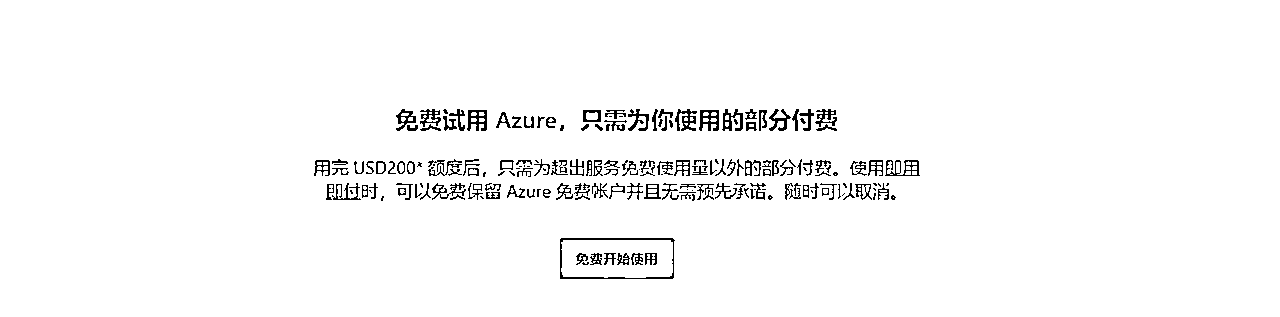 免费试用 Azure，只需为你使用的部分付费
用完 USD200* 额度后，只需为超出服务免费使用量以外的部分付费。使用即用
即付时，可以免费保留 Azure 免费帐户并且无需预先承诺。随时可以取消。
免费开始使用